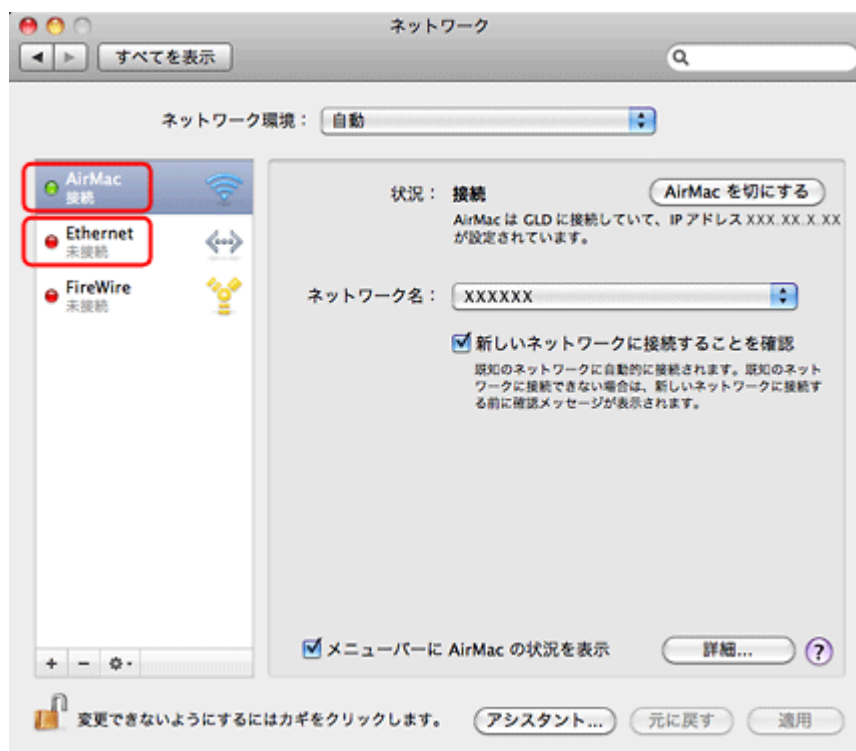 ネットワーク
すべてを表示
ネットワーク環境： 自動
AirMac
接続
Ethernet
未接続
FireWire
未接続
状況： 接続 AirMac を切にする
AirMac は GLD に接続していて、IP アドレス XXX.XX.X.XX
が設定されています。
ネットワーク名： XXXXXX
新しいネットワークに接続することを確認
既知のネットワークに自動的に接続されます。既知のネット
ワークに接続できない場合は、新しいネットワークに接続す
る前に確認メッセージが表示されます。
メニューバーに AirMac の状況を表示 詳細... ?
変更できないようにするにはカギをクリックします。 アシスタント... 元に戻す 適用